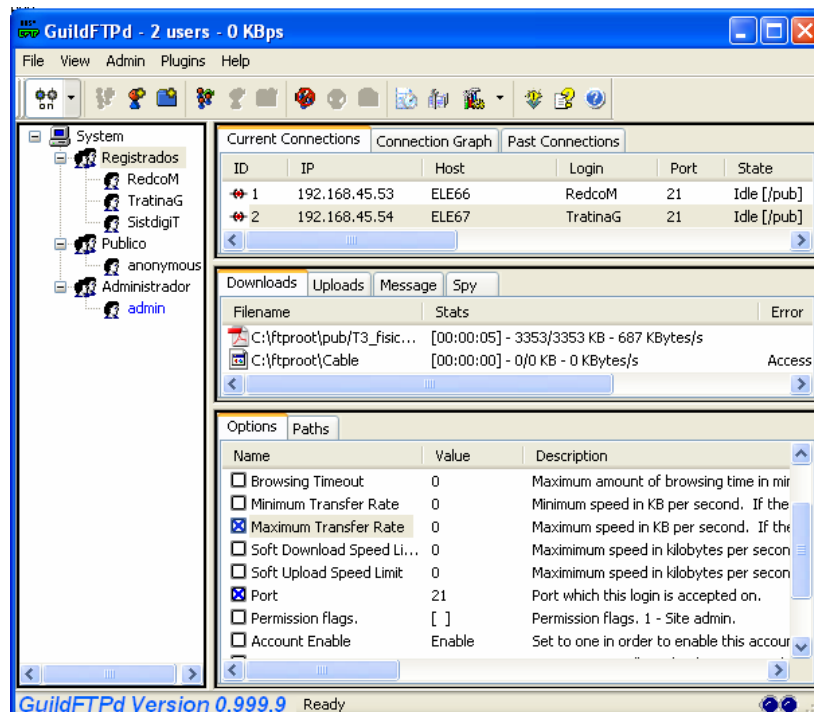 GuildFTPd - 2 users - 0 KBps
File View Admin Plugins Help
on
System
Registrados
RedcoM
TratinaG
SistdigiT
Publico
anonymous
Administrador
admin
Current Connections Connection Graph Past Connections
ID IP Host Login Port State
1 192.168.45.53 ELE66 RedcoM 21 Idle [/pub]
2 192.168.45.54 ELE67 TratinaG 21 Idle [/pub]
Downloads Uploads Message Spy
Filename Stats Error
C:\ftproot\pub/T3_fisic... [00:00:05] - 3353/3353 KB - 687 KBytes/s
C:\ftproot\Cable [00:00:00] - 0/0 KB - 0 KBytes/s Access
Options Paths
Name Value Description
Browsing Timeout 0 Maximum amount of browsing time in mir
Minimum Transfer Rate 0 Minimum speed in KB per second. If the
Maximum Transfer Rate 0 Maximum speed in KB per second. If the
Soft Download Speed Li... 0 Maximimum speed in kilobytes per secon
Soft Upload Speed Limit 0 Maximimum speed in kilobytes per secon
Port 21 Port which this login is accepted on.
Permission flags. [ ] Permission flags. 1 - Site admin.
Account Enable Enable Set to one in order to enable this accour
GuildFTPd Version 0.999.9 Ready